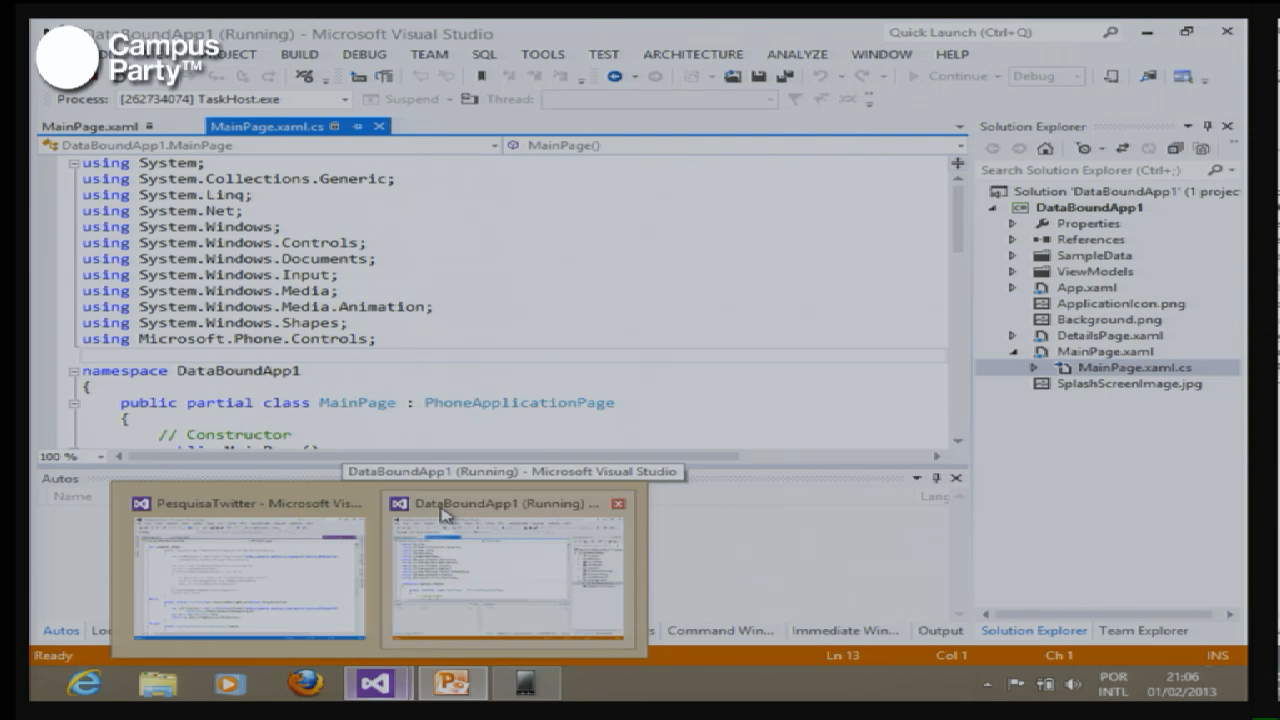 Campus
Party™
DataBoundApp1 (Running) - Microsoft Visual Studio
Quick Launch (Ctrl+Q)
BUILD DEBUG TEAM SQL TOOLS TEST ARCHITECTURE ANALYZE WINDOW HELP
Continue Debug
Process: [262734074] TaskHost.exe Suspend Thread:
MainPage.xaml MainPage.xaml.cs
DataBoundApp1.MainPage MainPage()
using System;
using System.Collections.Generic;
using System.Linq;
using System.Net;
using System.Windows;
using System.Windows.Controls;
using System.Windows.Documents;
using System.Windows.Input;
using System.Windows.Media;
using System.Windows.Media.Animation;
using System.Windows.Shapes;
using Microsoft.Phone.Controls;
namespace DataBoundApp1
{
public partial class MainPage : PhoneApplicationPage
{
// Constructor
100 %
Solution Explorer
Search Solution Explorer (Ctrl+;)
Solution 'DataBoundApp1' (1 projec
DataBoundApp1
Properties
References
SampleData
ViewModels
App.xaml
ApplicationIcon.png
Background.png
DetailsPage.xaml
MainPage.xaml
MainPage.xaml.cs
SplashScreenImage.jpg
DataBoundApp1 (Running) - Microsoft Visual Studio
Autos
Name Lang
PesquisaTwitter - Microsoft Vis... DataBoundApp1 (Running) ...
Autos Command Win... Immediate Win... Output Solution Explorer Team Explorer
Ready Ln 13 Col 1 Ch 1 INS
POR
INTL
21:06
01/02/2013